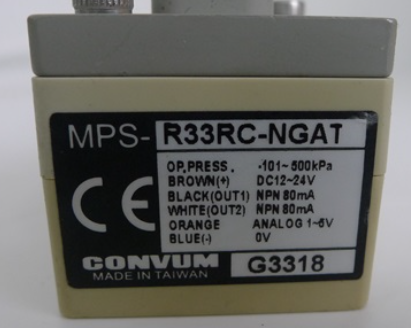 MPS-R33RC-NGAT
OP.PRESS. -101~500kPa
BROWN(+) DC12~24V
BLACK(OUT1) NPN 80mA
WHITE(OUT2) NPN 80mA
ORANGE ANALOG 1~5V
BLUE(-) 0V
CE
CONVUM G3318
MADE IN TAIWAN